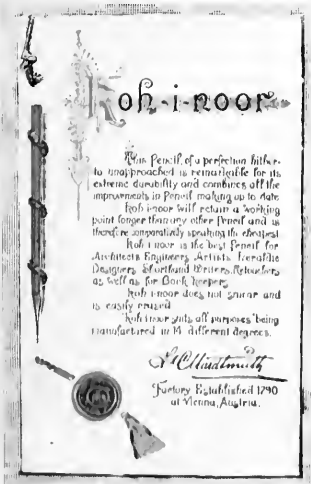 Koh-i-noor
This Pencil, of a perfection hither-
to unapproached is remarkable for its
extreme durability and combines all the
improvements in Pencil making up to date
Koh i noor will retain a working
point longer than any other Pencil and is
therefore comparatively speaking the cheapest.
Koh i noor is the best Pencil for
Architects Engineers Artists Heraldic
Designers Shorthand Writers, Retouchers
as well as for Book keepers
Koh i-noor does not smear and
is easily erased
Koh i noor suits all purposes being
manufactured in 14 different degrees.
L&C Hardtmuth
Factory Established 1790
at Vienna, Austria.